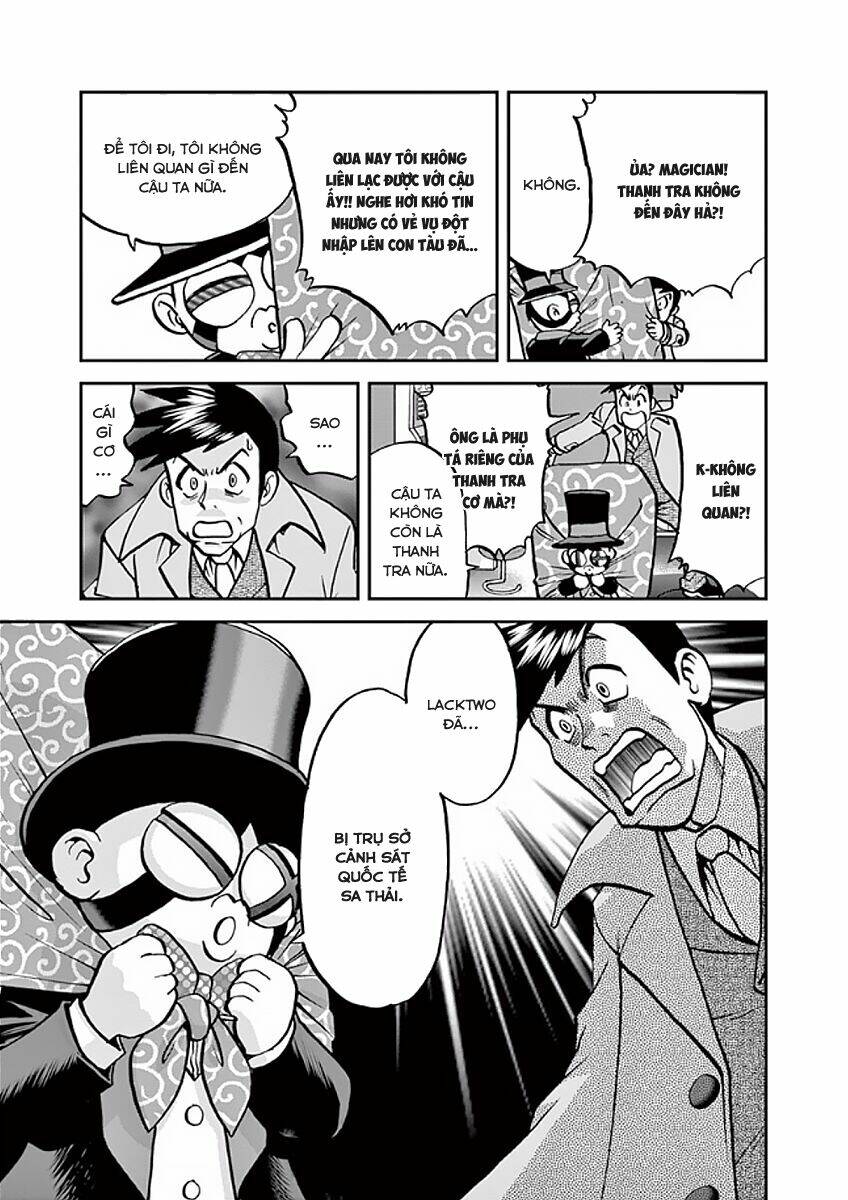 ỦA? MAGICIAN!
THANH TRA KHÔNG
ĐẾN ĐÂY HẢ?!
KHÔNG.
QUA NAY TÔI KHÔNG
LIÊN LẠC ĐƯỢC VỚI CẬU
ẤY!! NGHE HƠI KHÓ TIN
NHƯNG CÓ VẺ VỤ ĐỘT
NHẬP LÊN CON TÀU ĐÃ...
ĐỂ TÔI ĐI, TÔI KHÔNG
LIÊN QUAN GÌ ĐẾN
CẬU TA NỮA.
K-KHÔNG
LIÊN
QUAN?!
ÔNG LÀ PHỤ
TÁ RIÊNG CỦA
THANH TRA
CƠ MÀ?!
CẬU TA
KHÔNG
CÒN LÀ
THANH
TRA NỮA.
SAO
...
CÁI
GÌ
CƠ
...
LACKTWO
ĐÃ...
BỊ TRỤ SỞ
CẢNH SÁT
QUỐC TẾ
SA THẢI.